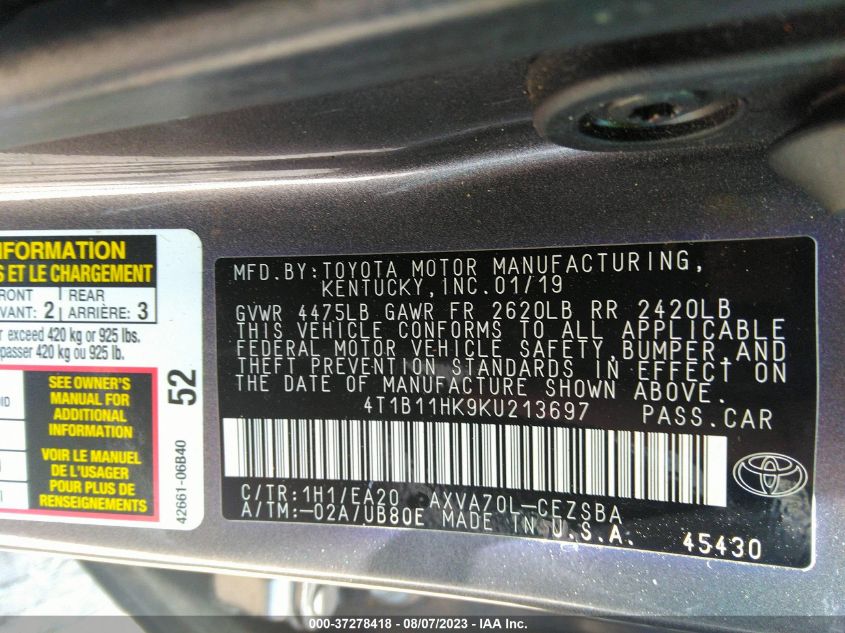 NFORMATION
S ET LE CHARGEMENT
RONT 2 REAR 3
VANT: ARRIÈRE:
exceed 420 kg or 925 lbs.
passer 420 kg ou 925 lb.
SEE OWNER'S
MANUAL FOR
ADDITIONAL
INFORMATION
VOIR LE MANUEL
DE L'USAGER
POUR PLUS DE
RENSEIGNEMENTS
52
42661-06B40
MFD.BY:TOYOTA MOTOR MANUFACTURING,
KENTUCKY,INC.01/19
GVWR 4475LB GAWR FR 2620LB RR 2420LB
THIS VEHICLE CONFORMS TO ALL APPLICABLE
FEDERAL MOTOR VEHICLE SAFETY,BUMPER,AND
THEFT PREVENTION STANDARDS IN EFFECT ON
THE DATE OF MANUFACTURE SHOWN ABOVE.
4T1B11HK9KU213697 PASS.CAR
C/TR:1H1/EA20 AXVA70L-CEZSBA
A/TM:-02A/UB80E MADE IN U.S.A.
45430
000-37278418 - 08/07/2023 - IAA Inc.